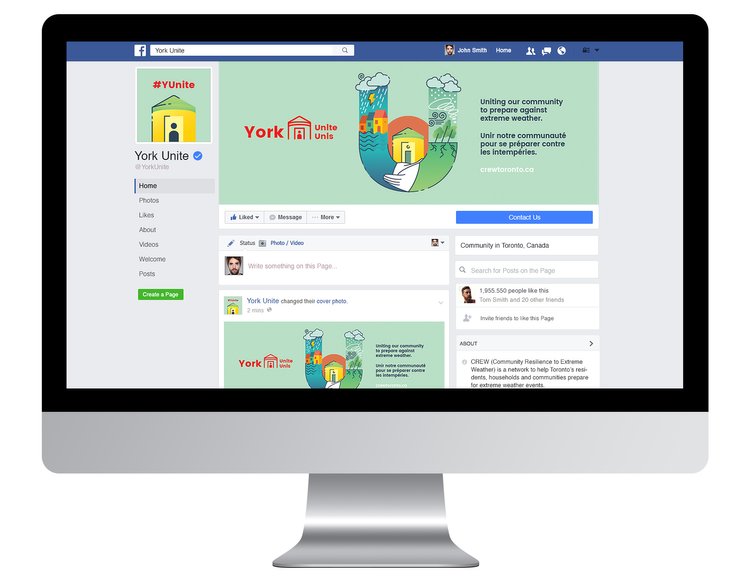 York Unite
John Smith
Home
#YUnite
York Unite
@YorkUnite
Home
Photos
Likes
About
Videos
Welcome
Posts
Create a Page
York Unite
Unis
Uniting our community
to prepare against
extreme weather.
Unir notre communauté
pour se préparer contre
les intempéries.
crewtoronto.ca
Liked
Message
··· More
Contact Us
Status
Photo / Video
Write something on this Page...
York Unite changed their cover photo.
2 mins
York Unite
Unis
Uniting our community
to prepare against
extreme weather.
Unir notre communauté
pour se préparer contre
les intempéries.
crewtoronto.ca
Community in Toronto, Canada
Search for Posts on the Page
1,955,550 people like this
Tom Smith and 20 other friends
Invite friends to like this Page
ABOUT
CREW (Community Resilience to Extreme
Weather) is a network to help Toronto's resi-
dents, households and communities prepare
for extreme weather events.